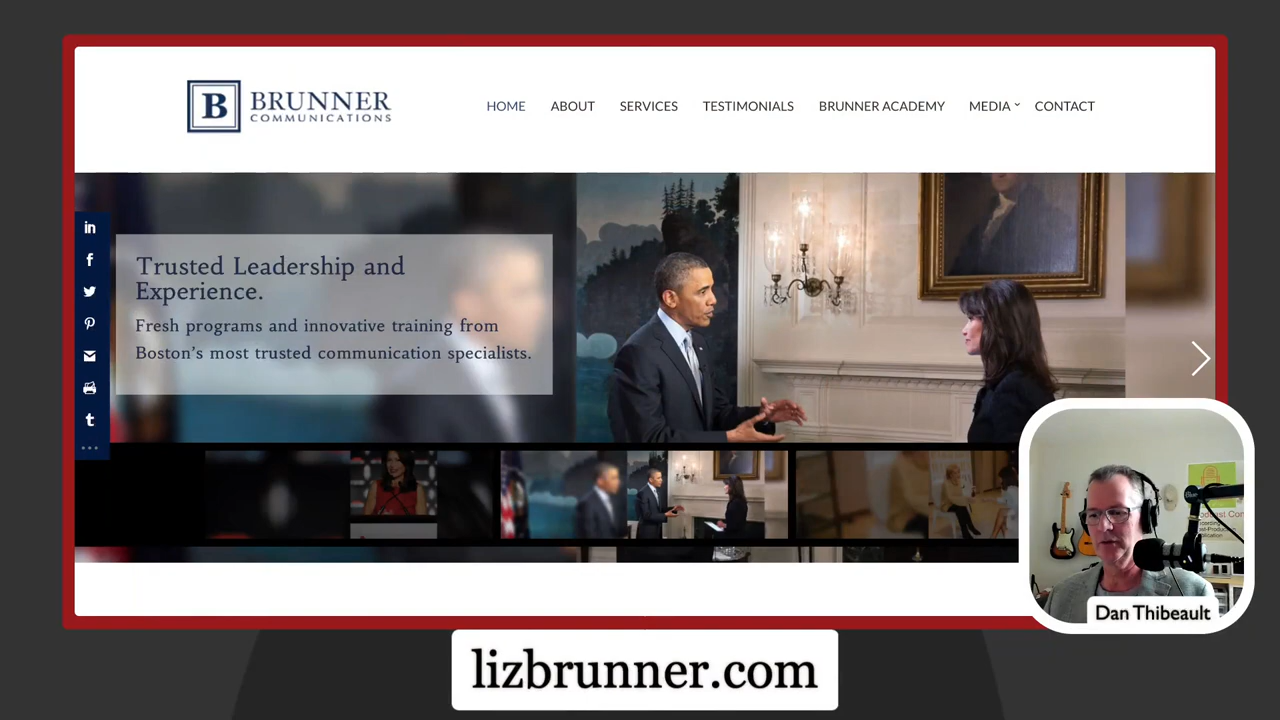 B BRUNNER
COMMUNICATIONS
HOME ABOUT SERVICES TESTIMONIALS BRUNNER ACADEMY MEDIA CONTACT
Trusted Leadership and
Experience.
Fresh programs and innovative training from
Boston's most trusted communication specialists.
Dan Thibeault
lizbrunner.com